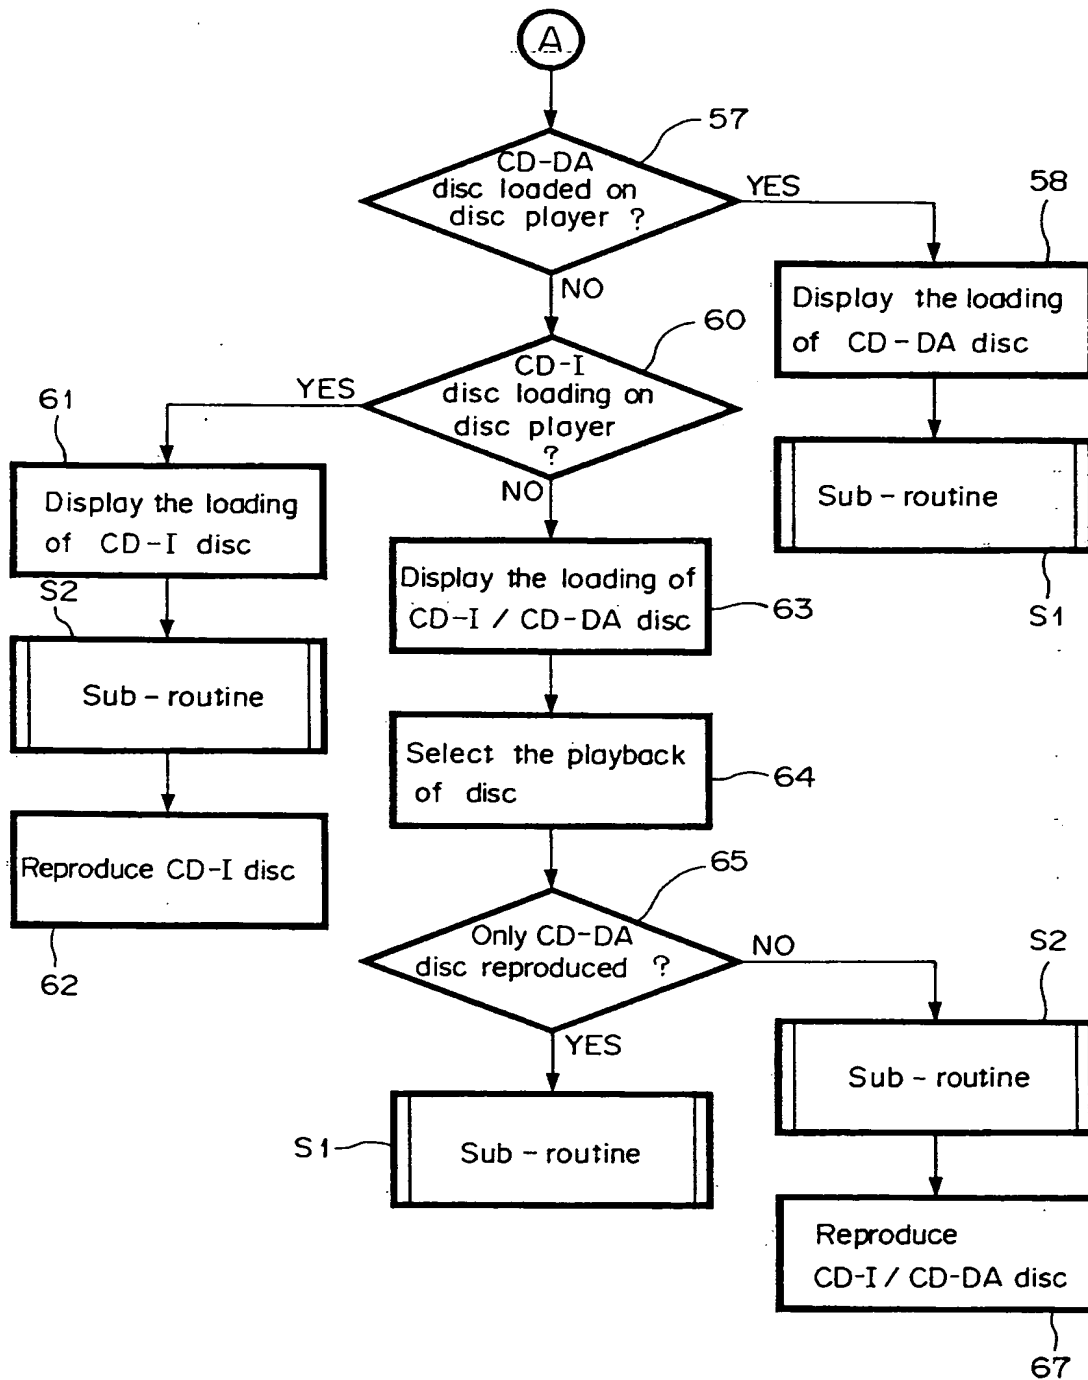 A
57
CD-DA
disc loaded on
disc player ?
YES
58
NO
Display the loading
of CD-DA disc
60
CD-I
disc loading on
disc player
?
YES
61
NO
Sub-routine
S1
Display the loading
of CD-I disc
Display the loading of
CD-I / CD-DA disc
63
S2
Sub-routine
Select the playback
of disc
64
Reproduce CD-I disc
62
65
Only CD-DA
disc reproduced ?
NO
S2
YES
Sub-routine
S1
Sub-routine
Reproduce
CD-I / CD-DA disc
67